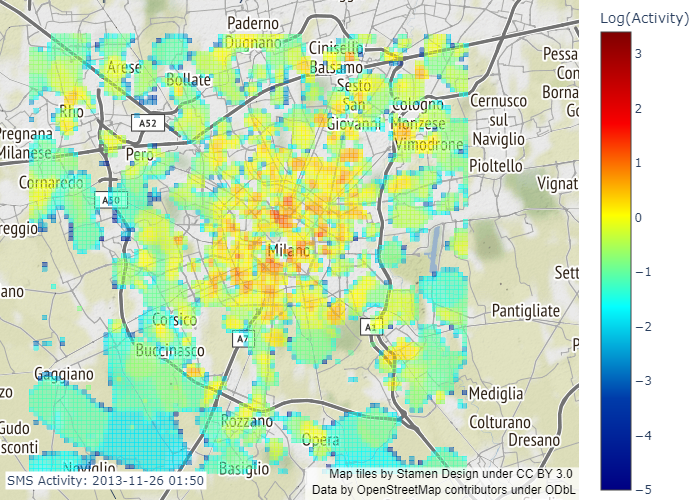 Log(Activity)
Paderno
Dugnano
Cinisello
Balsamo
Arese
Bollate
Sesto
San
Giovanni
Cologno
Monzese
Vimodrone
Cernusco
sul
Naviglio
Pessa
Con
Borna
Go
Rho
A52
Pero
Pregnana
Milanese
Cornaredo
A50
Pioltello
Vignat
reggio
Milano
Sett
ano
Pantigliate
Corsico
A7
A1
Buccinasco
P
Gaggiano
zo
Mediglia
Gudo
sconti
Rozzano
Opera
Colturano
Dresano
Noviglio
Basiglio
SMS Activity: 2013-11-26 01:50
Map tiles by Stamen Design under CC BY 3.0
Data by OpenStreetMap contributors under ODbL
3
2
1
0
−1
−2
−3
−4
−5